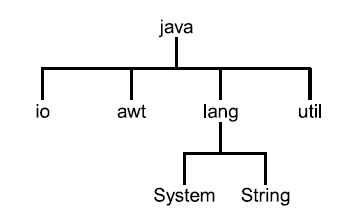 java
io awt lang util
System String